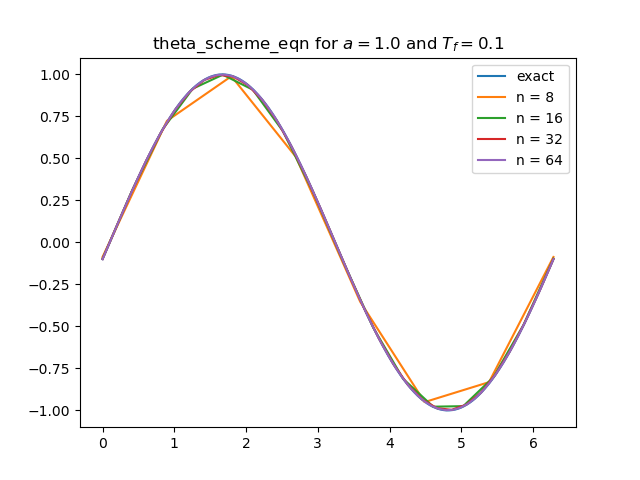 theta_scheme_eqn for a = 1.0 and T_f = 0.1
1.00
0.75
0.50
0.25
0.00
−0.25
−0.50
−0.75
−1.00
0 1 2 3 4 5 6
exact
n = 8
n = 16
n = 32
n = 64